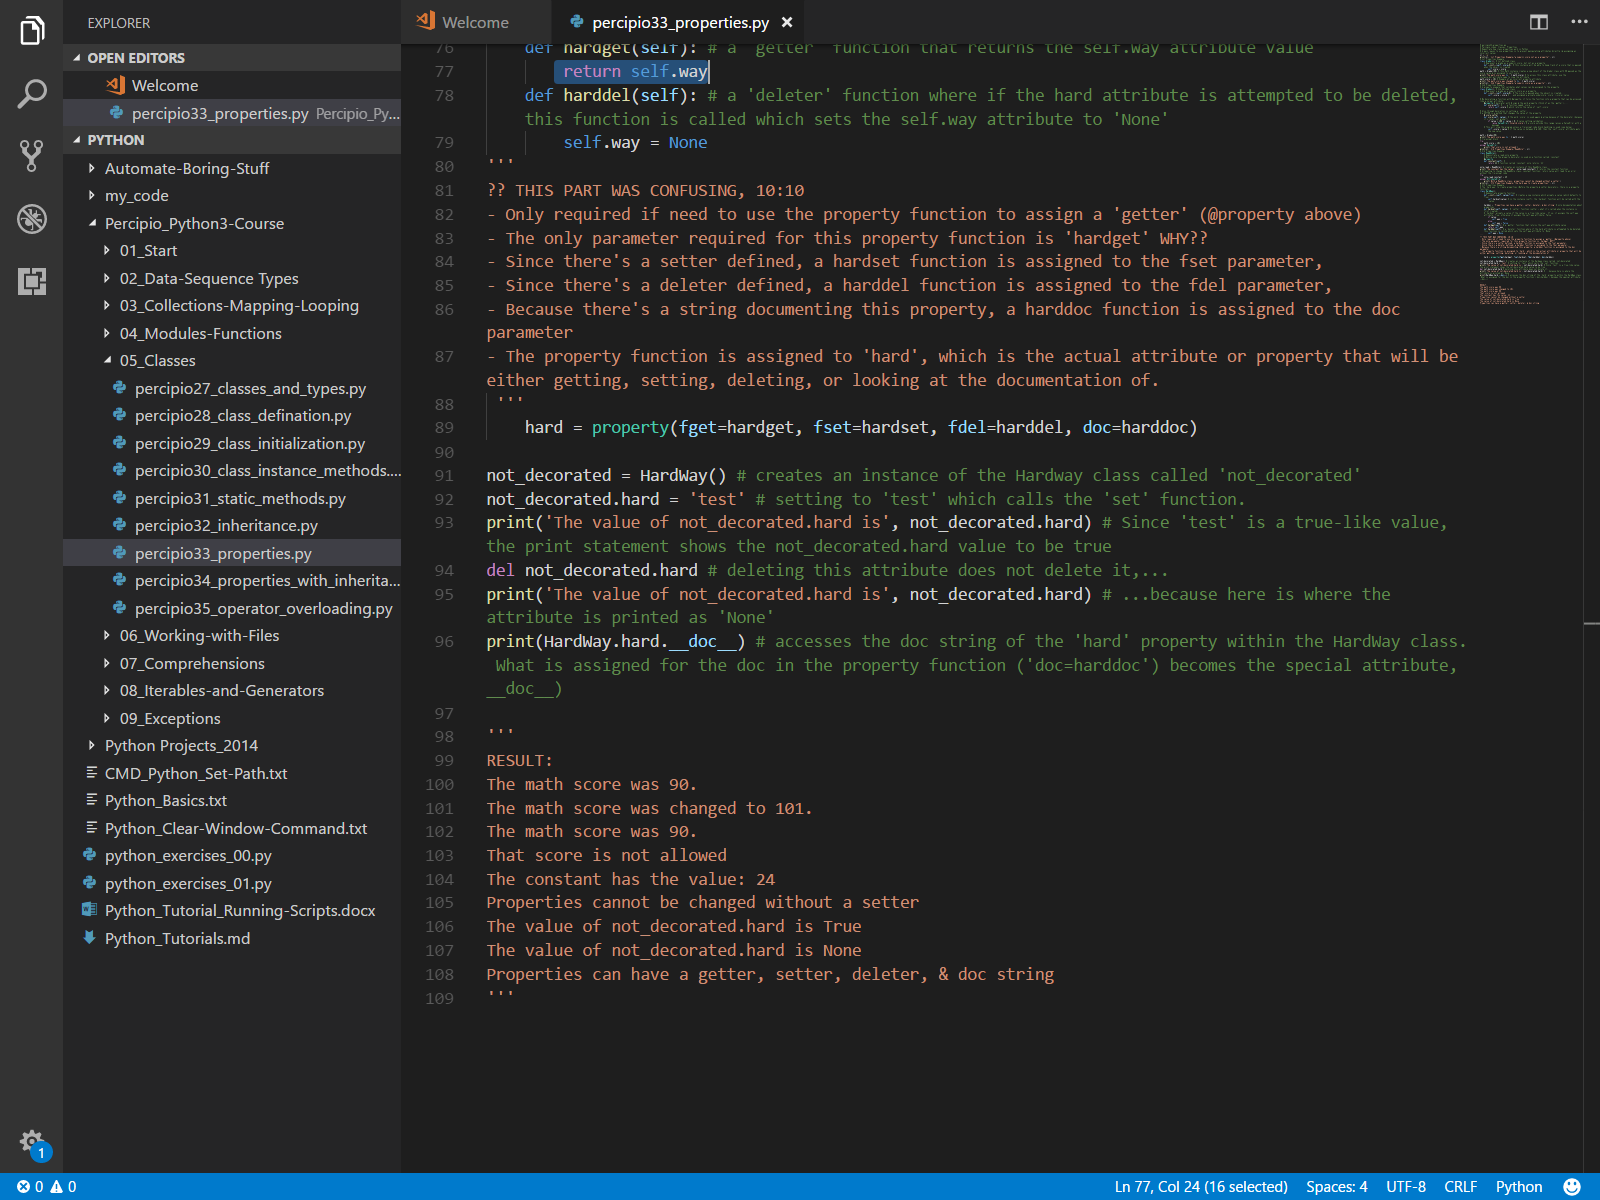 EXPLORER
OPEN EDITORS
Welcome
percipio33_properties.py Percipio_Py...
PYTHON
Automate-Boring-Stuff
my_code
Percipio_Python3-Course
01_Start
02_Data-Sequence Types
03_Collections-Mapping-Looping
04_Modules-Functions
05_Classes
percipio27_classes_and_types.py
percipio28_class_defination.py
percipio29_class_initialization.py
percipio30_class_instance_methods....
percipio31_static_methods.py
percipio32_inheritance.py
percipio33_properties.py
percipio34_properties_with_inherita...
percipio35_operator_overloading.py
06_Working-with-Files
07_Comprehensions
08_Iterables-and-Generators
09_Exceptions
Python Projects_2014
CMD_Python_Set-Path.txt
Python_Basics.txt
Python_Clear-Window-Command.txt
python_exercises_00.py
python_exercises_01.py
Python_Tutorial_Running-Scripts.docx
Python_Tutorials.md
1
Welcome
percipio33_properties.py
76 def hardget(self): # a 'getter' function that returns the self.way attribute value
77 return self.way
78 def harddel(self): # a 'deleter' function where if the hard attribute is attempted to be deleted,
this function is called which sets the self.way attribute to 'None'
79 self.way = None
80 '''
81 ?? THIS PART WAS CONFUSING, 10:10
82 - Only required if need to use the property function to assign a 'getter' (@property above)
83 - The only parameter required for this property function is 'hardget' WHY??
84 - Since there's a setter defined, a hardset function is assigned to the fset parameter,
85 - Since there's a deleter defined, a harddel function is assigned to the fdel parameter,
86 - Because there's a string documenting this property, a harddoc function is assigned to the doc
parameter
87 - The property function is assigned to 'hard', which is the actual attribute or property that will be
either getting, setting, deleting, or looking at the documentation of.
88 '''
89 hard = property(fget=hardget, fset=hardset, fdel=harddel, doc=harddoc)
90
91 not_decorated = HardWay() # creates an instance of the Hardway class called 'not_decorated'
92 not_decorated.hard = 'test' # setting to 'test' which calls the 'set' function.
93 print('The value of not_decorated.hard is', not_decorated.hard) # Since 'test' is a true-like value,
the print statement shows the not_decorated.hard value to be true
94 del not_decorated.hard # deleting this attribute does not delete it,...
95 print('The value of not_decorated.hard is', not_decorated.hard) # ...because here is where the
attribute is printed as 'None'
96 print(HardWay.hard.__doc__) # accesses the doc string of the 'hard' property within the HardWay class.
What is assigned for the doc in the property function ('doc=harddoc') becomes the special attribute,
__doc__)
97
98 '''
99 RESULT:
100 The math score was 90.
101 The math score was changed to 101.
102 The math score was 90.
103 That score is not allowed
104 The constant has the value: 24
105 Properties cannot be changed without a setter
106 The value of not_decorated.hard is True
107 The value of not_decorated.hard is None
108 Properties can have a getter, setter, deleter, & doc string
109 '''
0 0 Ln 77, Col 24 (16 selected) Spaces: 4 UTF-8 CRLF Python